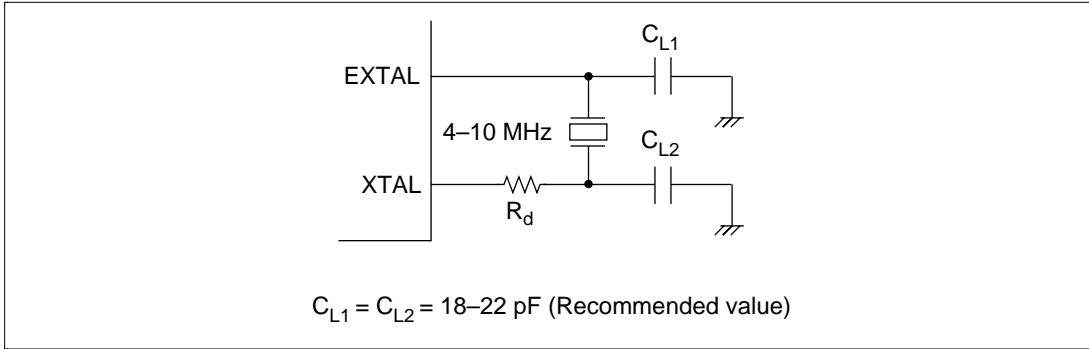 C_L1
EXTAL
4–10 MHz
C_L2
XTAL
R_d
C_L1 = C_L2 = 18–22 pF (Recommended value)